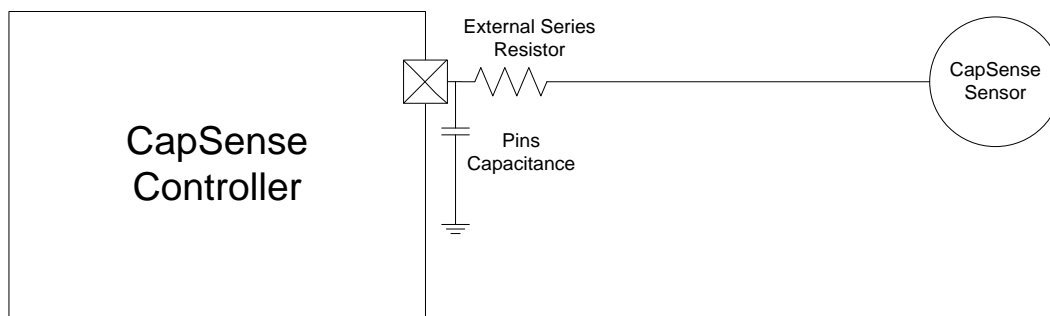 External Series
Resistor
CapSense
Sensor
CapSense
Controller
Pins
Capacitance